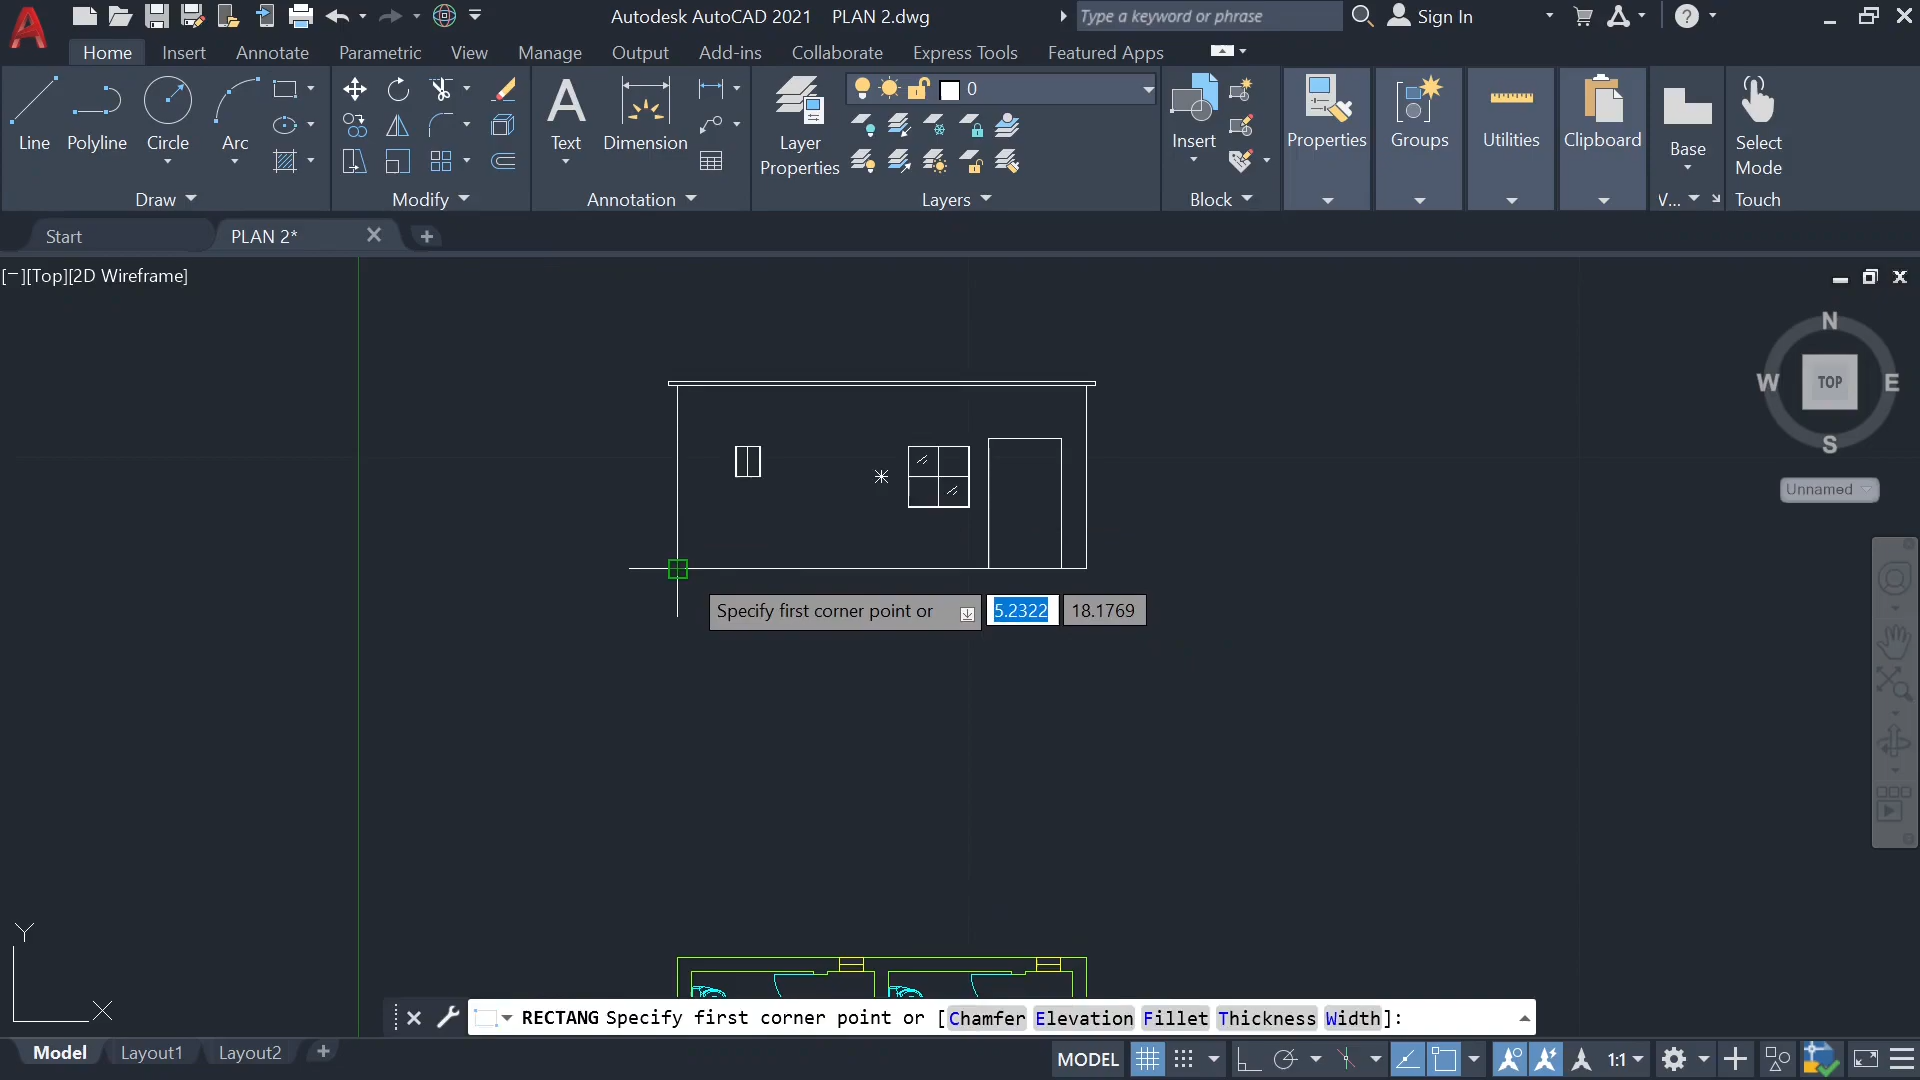 Autodesk AutoCAD 2021 PLAN 2.dwg
Type a keyword or phrase
Sign In
Home Insert Annotate Parametric View Manage Output Add-ins Collaborate Express Tools Featured Apps
0
Line Polyline Circle Arc
Text Dimension
Layer
Properties
Insert
Properties Groups Utilities Clipboard
Base
Select
Mode
Draw Modify Annotation Layers Block V... Touch
Start PLAN 2*
[−][Top][2D Wireframe]
N
W TOP E
S
Unnamed
Specify first corner point or 5.2322 18.1769
Y
X
RECTANG Specify first corner point or [Chamfer Elevation Fillet Thickness Width]:
Model Layout1 Layout2
MODEL 1:1